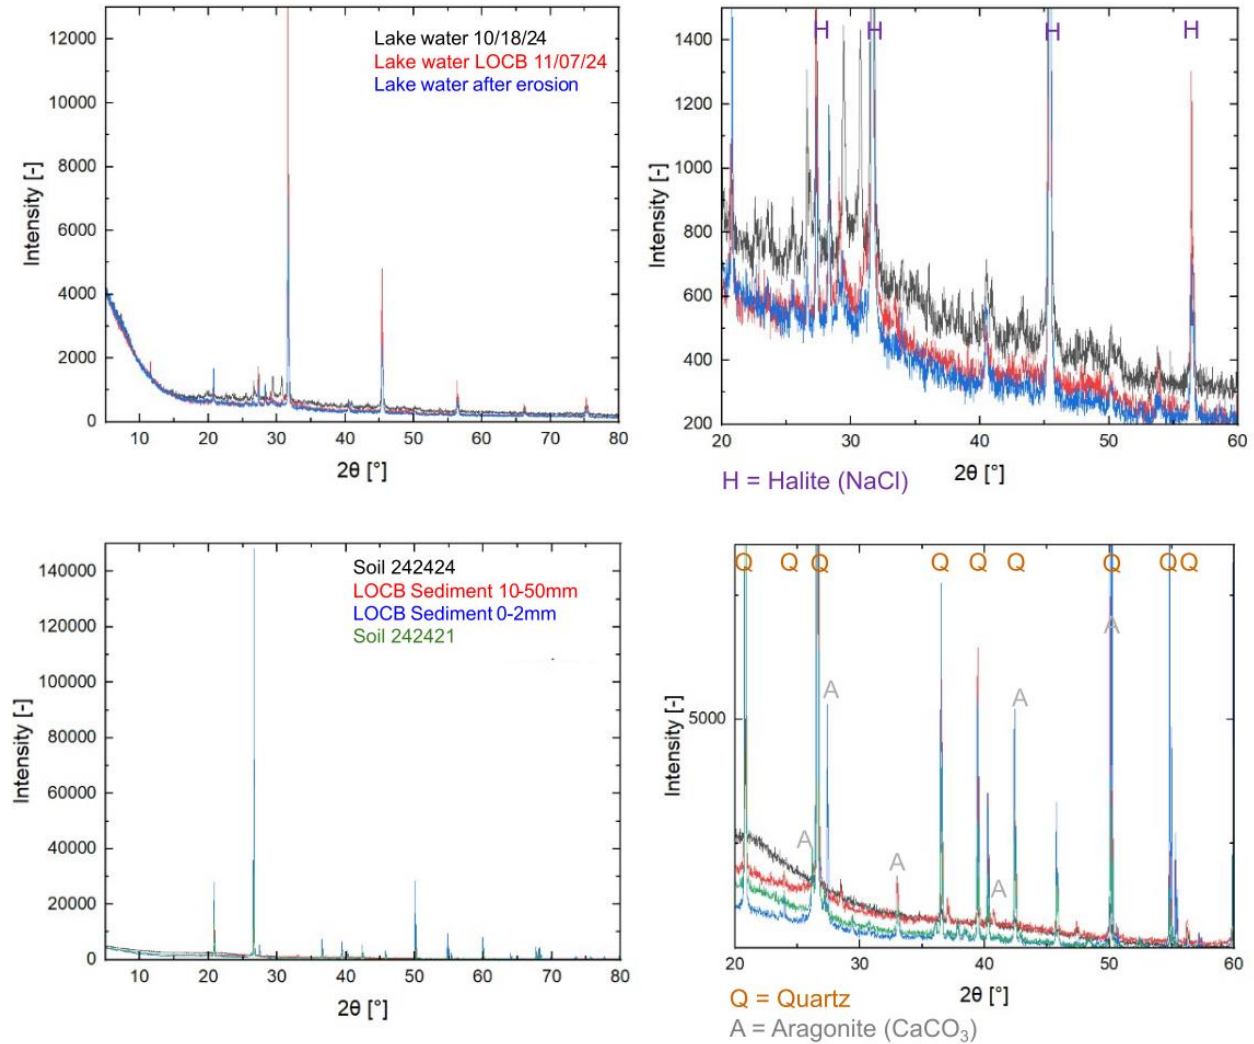 12000
10000
8000
6000
4000
2000
0
Intensity [-]
Lake water 10/18/24
Lake water LOCB 11/07/24
Lake water after erosion
10 20 30 40 50 60 70 80
2θ [°]
1400
1200
1000
800
600
400
200
Intensity [-]
H H H H
20 30 40 50 60
2θ [°]
H = Halite (NaCl)
140000
120000
100000
80000
60000
40000
20000
0
Intensity [-]
Soil 242424
LOCB Sediment 10-50mm
LOCB Sediment 0-2mm
Soil 242421
10 20 30 40 50 60 70 80
2θ [°]
5000
Intensity [-]
Q Q Q Q Q Q Q Q Q
A
A A
A
A
A
20 30 40 50 60
2θ [°]
Q = Quartz
A = Aragonite (CaCO₃)